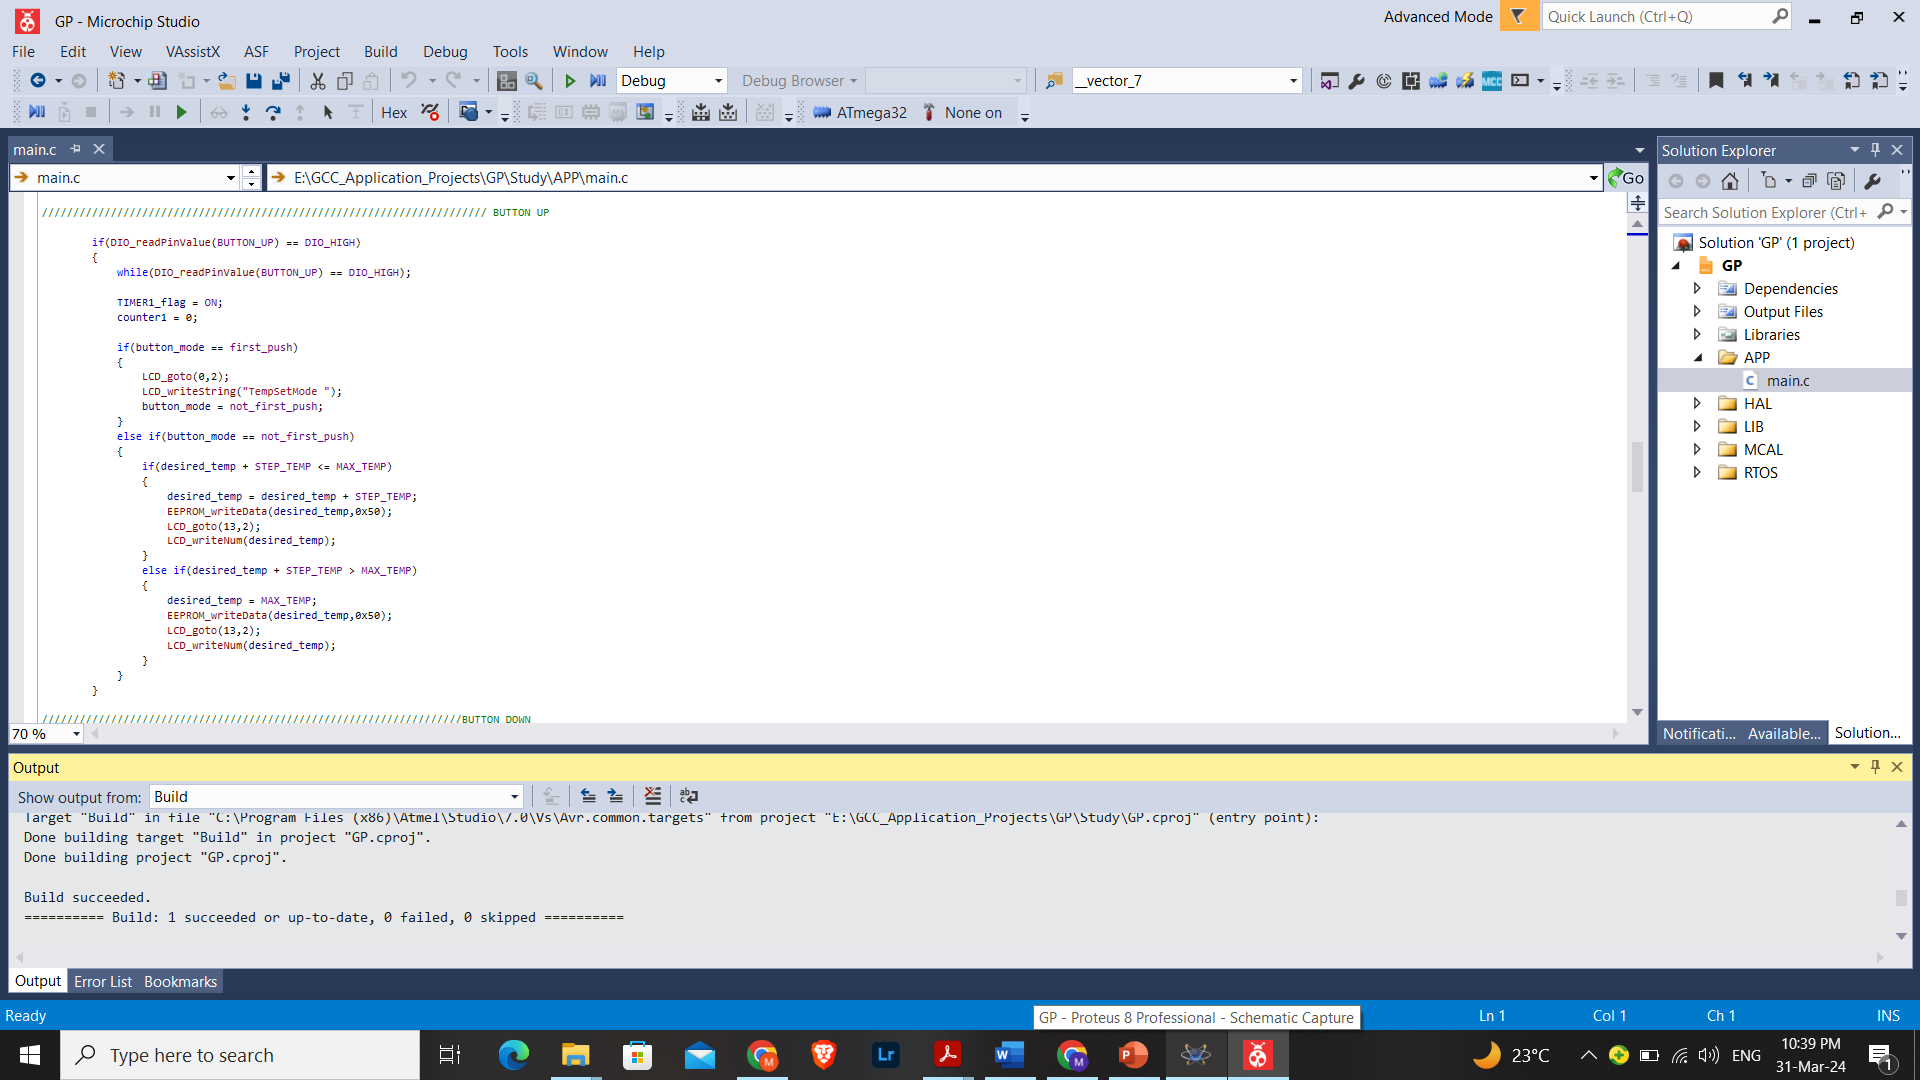 GP - Microchip Studio
Advanced Mode
Quick Launch (Ctrl+Q)
File Edit View VAssistX ASF Project Build Debug Tools Window Help
Debug
Debug Browser
__vector_7
Hex
ATmega32
None on
main.c
main.c
E:\GCC_Application_Projects\GP\Study\APP\main.c
Go
/////////////////////////////////////////////////////////////////////// BUTTON UP
if(DIO_readPinValue(BUTTON_UP) == DIO_HIGH)
{
while(DIO_readPinValue(BUTTON_UP) == DIO_HIGH);
TIMER1_flag = ON;
counter1 = 0;
if(button_mode == first_push)
{
LCD_goto(0,2);
LCD_writeString("TempSetMode ");
button_mode = not_first_push;
}
else if(button_mode == not_first_push)
{
if(desired_temp + STEP_TEMP <= MAX_TEMP)
{
desired_temp = desired_temp + STEP_TEMP;
EEPROM_writeData(desired_temp,0x50);
LCD_goto(13,2);
LCD_writeNum(desired_temp);
}
else if(desired_temp + STEP_TEMP > MAX_TEMP)
{
desired_temp = MAX_TEMP;
EEPROM_writeData(desired_temp,0x50);
LCD_goto(13,2);
LCD_writeNum(desired_temp);
}
}
}
///////////////////////////////////////////////////////////////////BUTTON DOWN
70 %
Solution Explorer
Search Solution Explorer (Ctrl+
Solution 'GP' (1 project)
GP
Dependencies
Output Files
Libraries
APP
main.c
HAL
LIB
MCAL
RTOS
Notificati... Available... Solution...
Output
Show output from: Build
Target "Build" in file "C:\Program Files (x86)\Atmel\Studio\7.0\Vs\Avr.common.targets" from project "E:\GCC_Application_Projects\GP\Study\GP.cproj" (entry point):
Done building target "Build" in project "GP.cproj".
Done building project "GP.cproj".
Build succeeded.
========== Build: 1 succeeded or up-to-date, 0 failed, 0 skipped ==========
Output Error List Bookmarks
Ready
GP - Proteus 8 Professional - Schematic Capture
Ln 1 Col 1 Ch 1 INS
Type here to search
23°C
ENG
10:39 PM
31-Mar-24
1